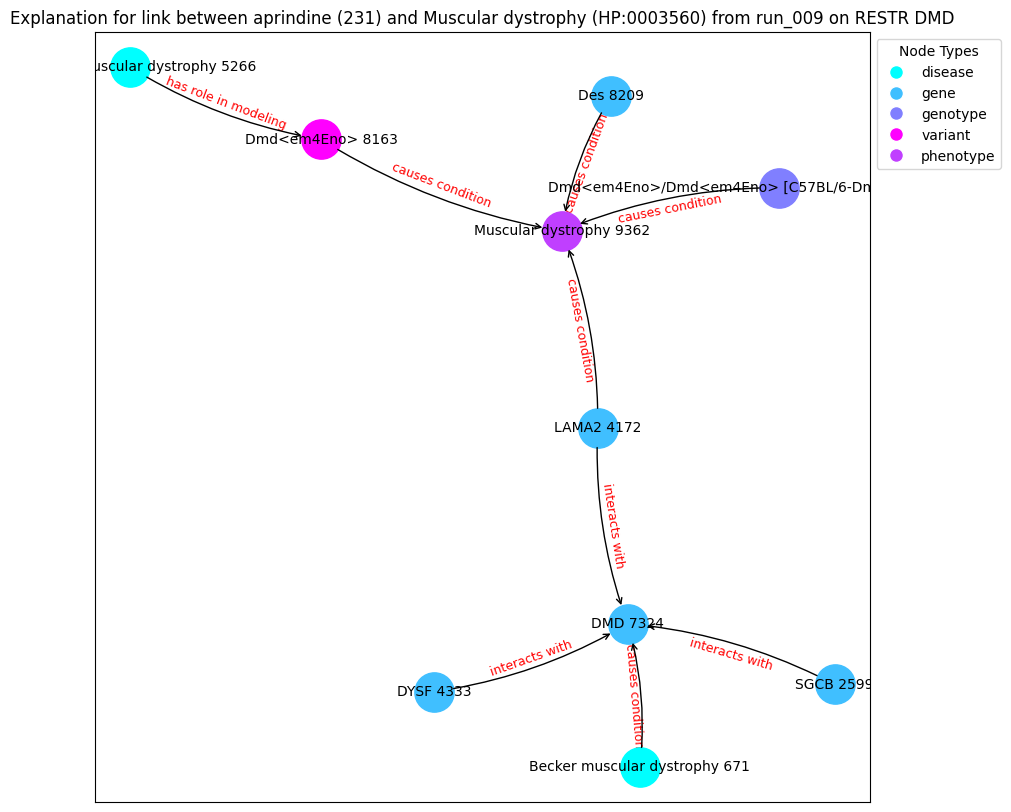 Explanation for link between aprindine (231) and Muscular dystrophy (HP:0003560) from run_009 on RESTR DMD
Node Types
disease
gene
genotype
variant
phenotype
uscular dystrophy 5266
has role in modeling
Des 8209
Dmd<em4Eno> 8163
causes condition
causes condition
Dmd<em4Eno>/Dmd<em4Eno> [C57BL/6-Dm
causes condition
Muscular dystrophy 9362
causes condition
LAMA2 4172
interacts with
DMD 7324
interacts with
interacts with
DYSF 4333
causes condition
SGCB 2599
Becker muscular dystrophy 671